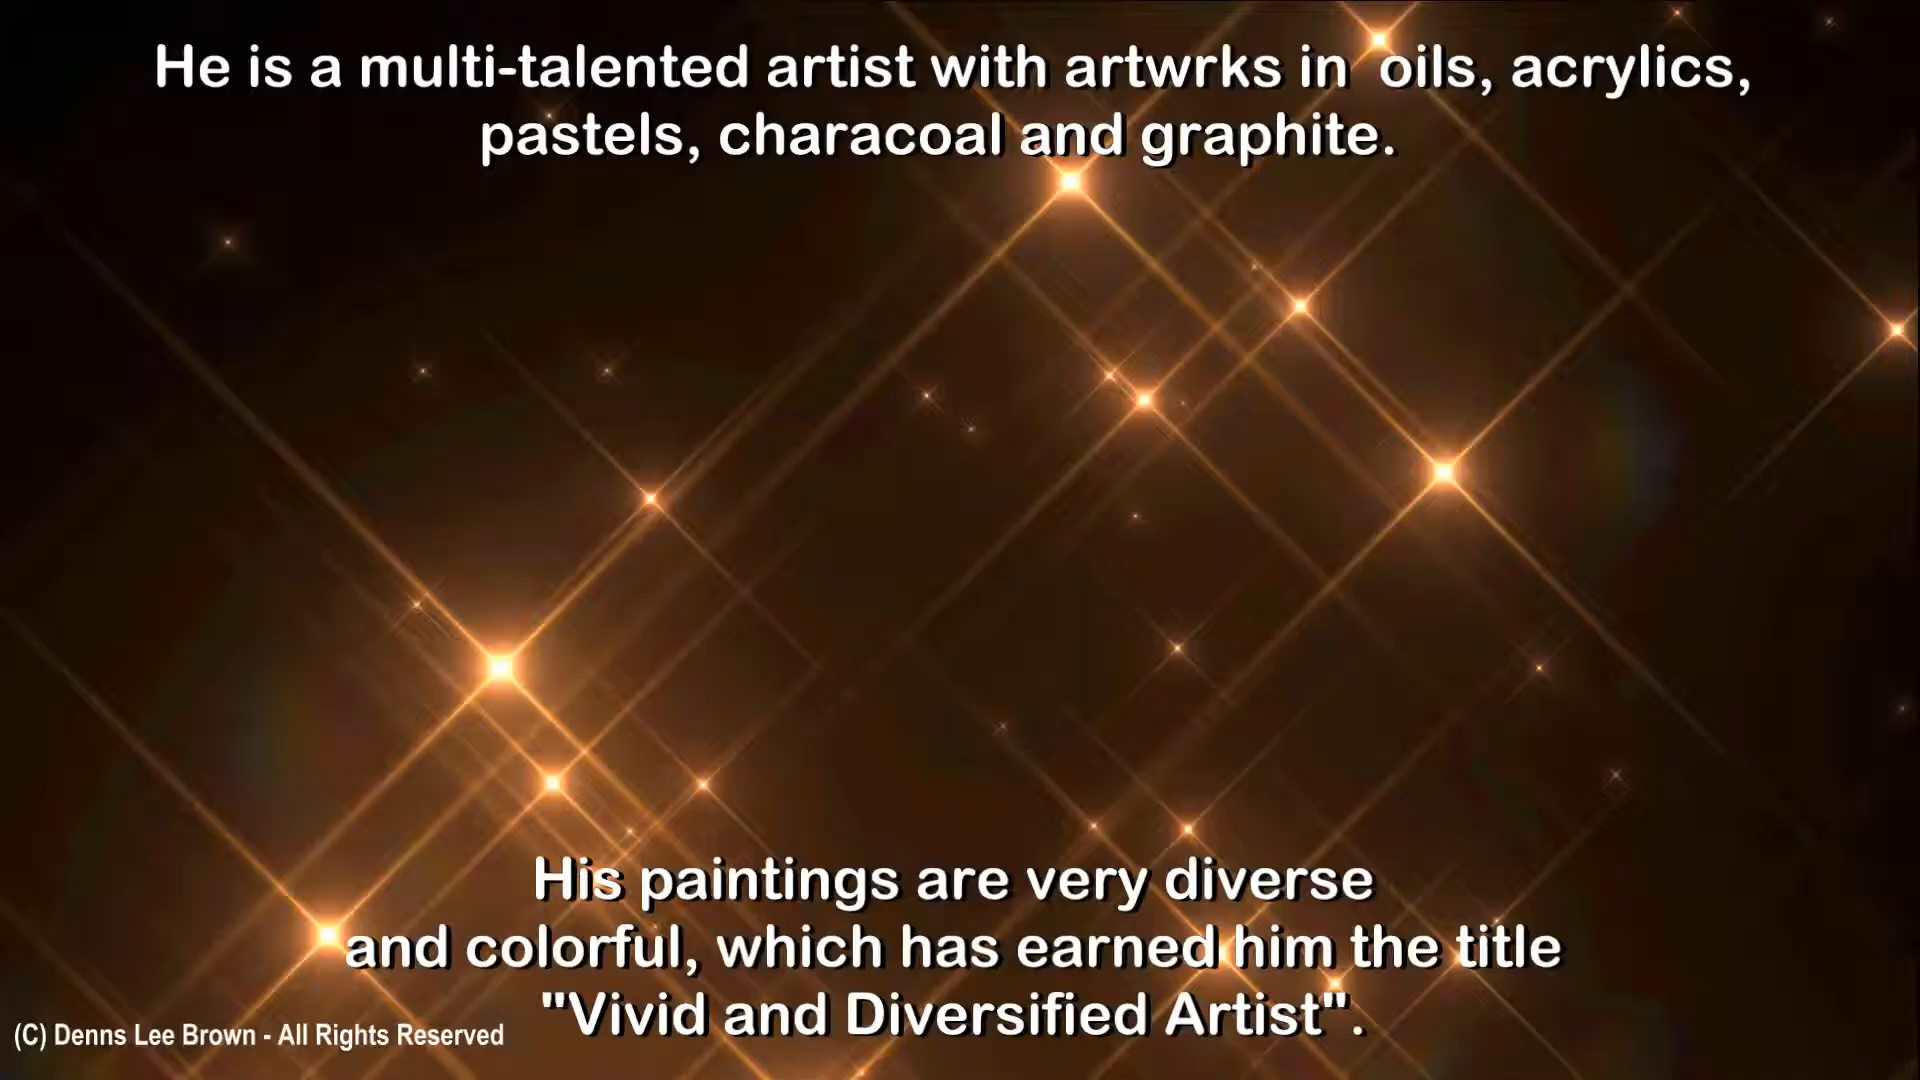 He is a multi-talented artist with artwrks in  oils, acrylics,
pastels, characoal and graphite.
His paintings are very diverse
and colorful, which has earned him the title
"Vivid and Diversified Artist".
(C) Denns Lee Brown - All Rights Reserved